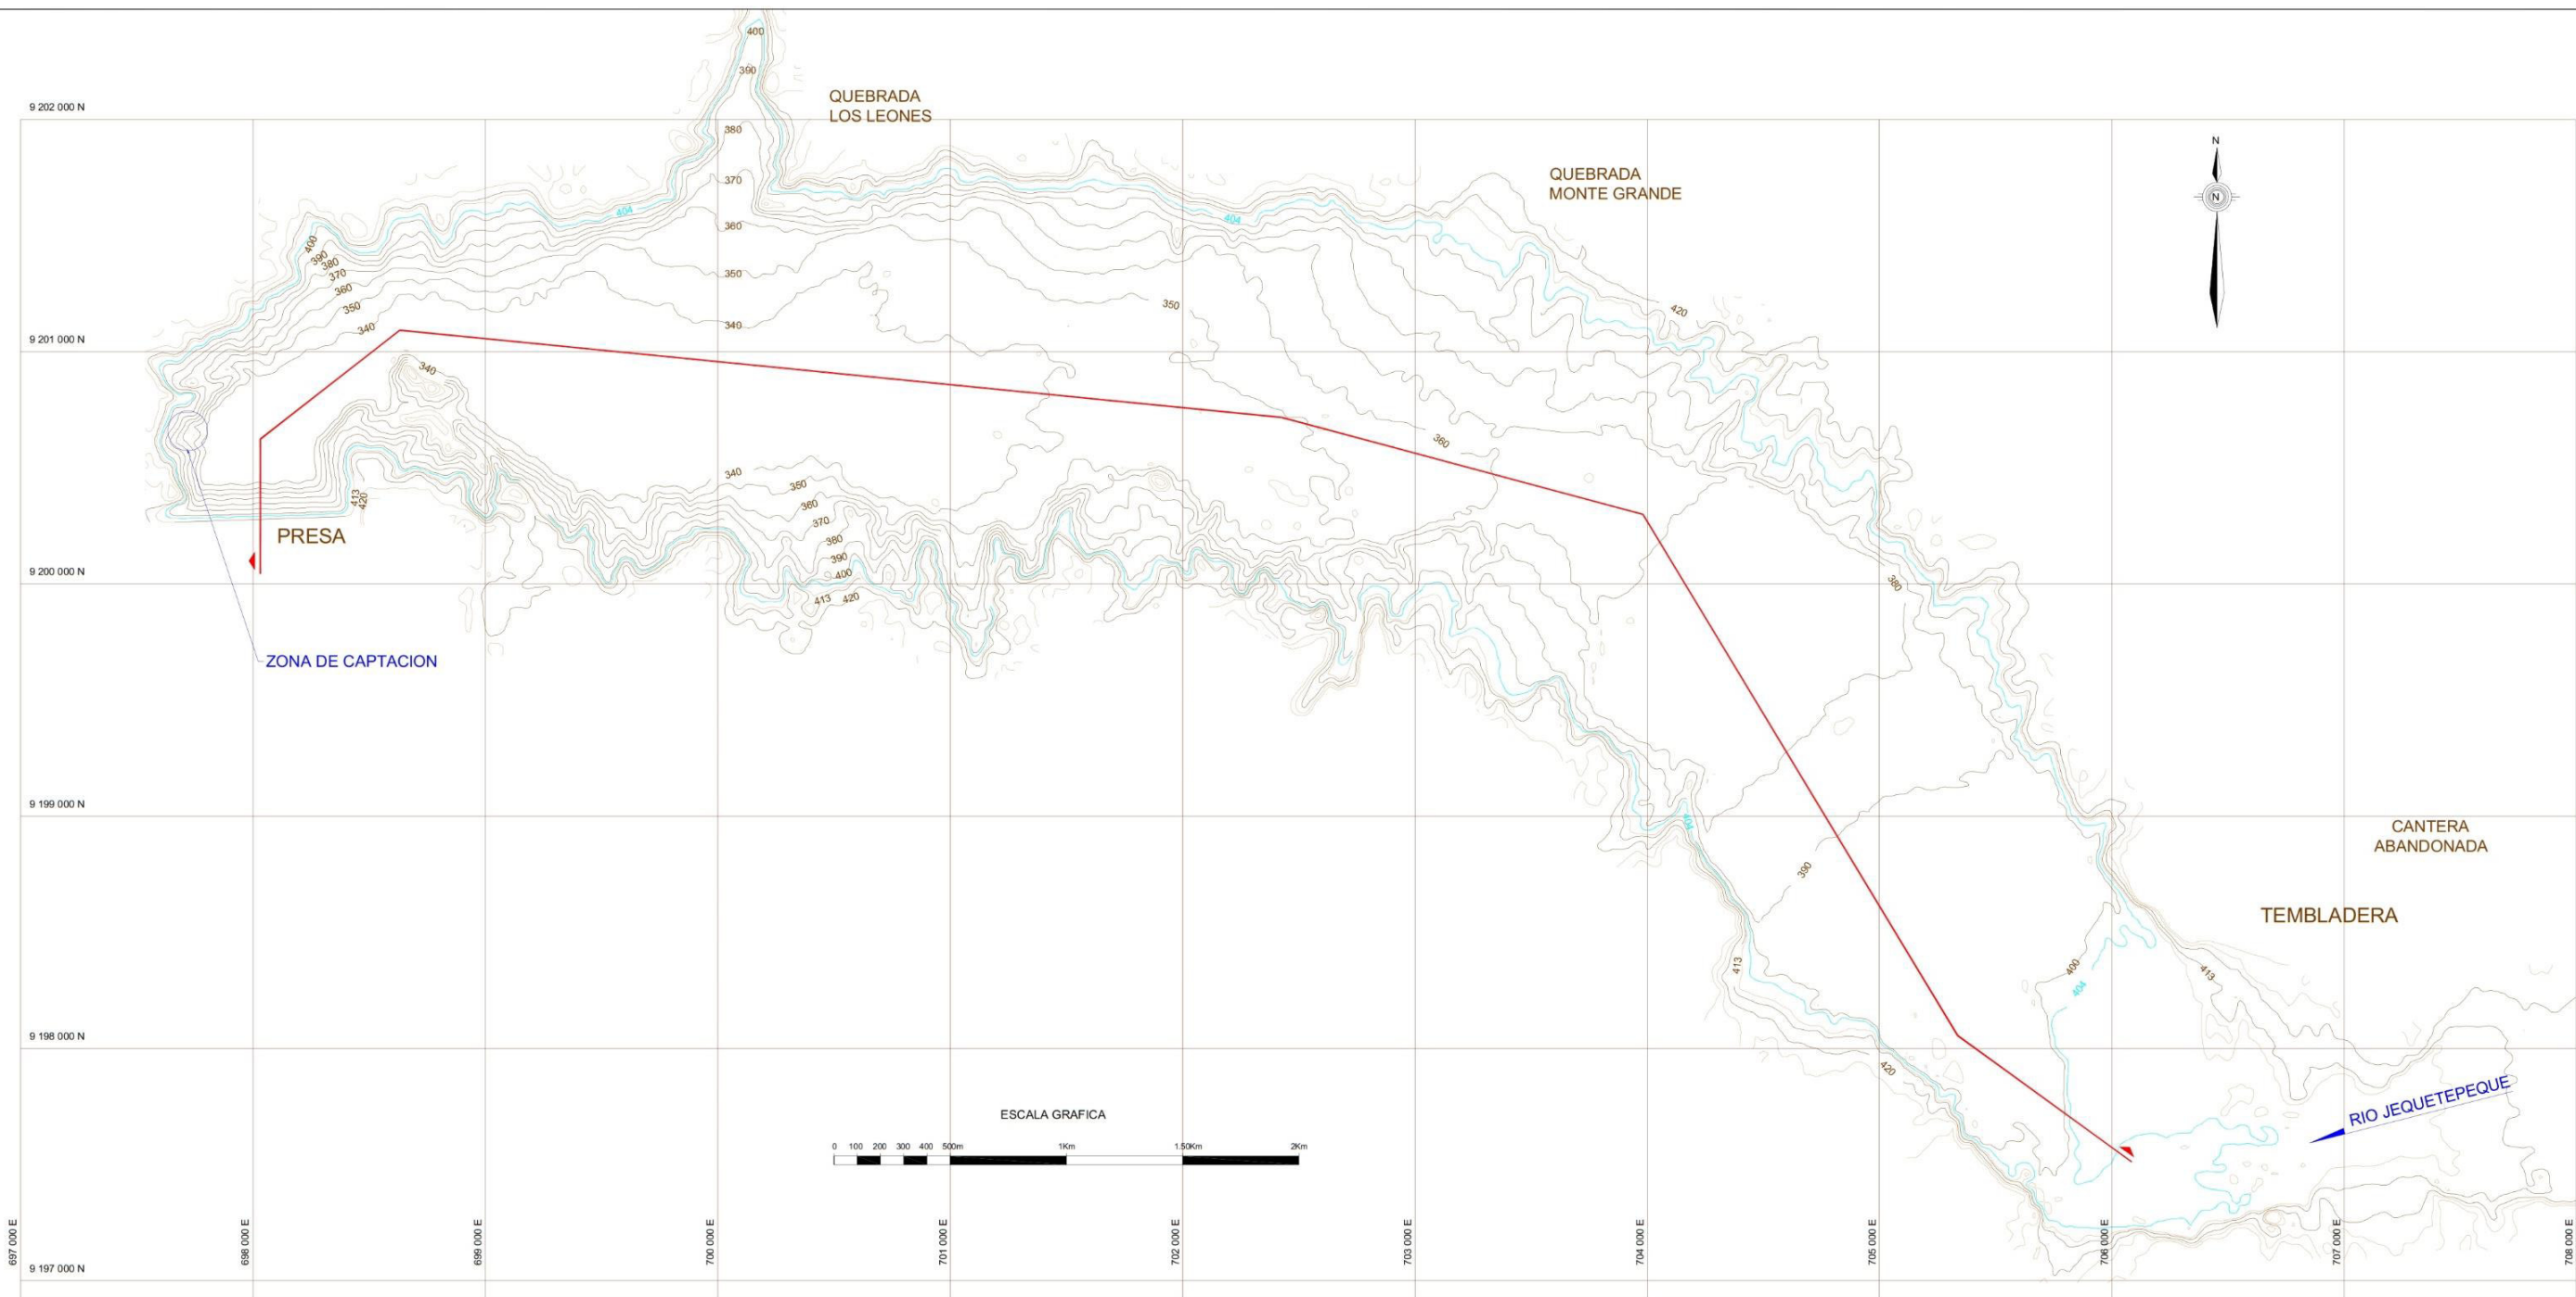 400
390
QUEBRADA
LOS LEONES
9 202 000 N
380
N
QUEBRADA
MONTE GRANDE
370
N
404
404
360
400
390
380
370
360
350
340
350
350
420
340
9 201 000 N
340
360
340
350
413
420
360
370
PRESA
380
390
400
413
420
9 200 000 N
380
ZONA DE CAPTACION
9 199 000 N
404
CANTERA
ABANDONADA
390
TEMBLADERA
413
400
413
404
9 198 000 N
420
RIO JEQUETEPEQUE
ESCALA GRAFICA
0 100 200 300 400 500m 1Km 1.50Km 2Km
697 000 E
698 000 E
699 000 E
700 000 E
701 000 E
702 000 E
703 000 E
704 000 E
705 000 E
706 000 E
707 000 E
708 000 E
9 197 000 N